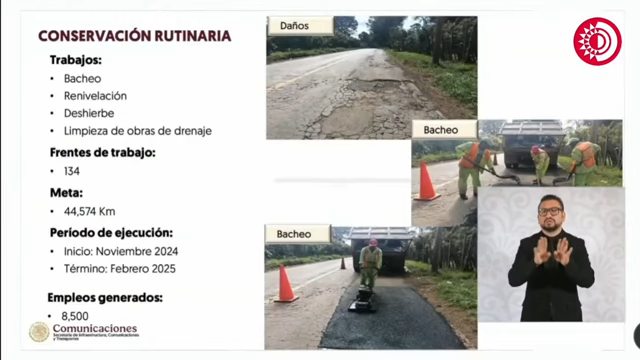 CONSERVACIÓN RUTINARIA
Trabajos:
• Bacheo
• Renivelación
• Deshierbe
• Limpieza de obras de drenaje
Frentes de trabajo:
• 134
Meta:
• 44,574 Km
Período de ejecución:
• Inicio: Noviembre 2024
• Término: Febrero 2025
Empleos generados:
• 8,500
Comunicaciones
Secretaría de Infraestructura, Comunicaciones
y Transportes
Daños
Bacheo
Bacheo